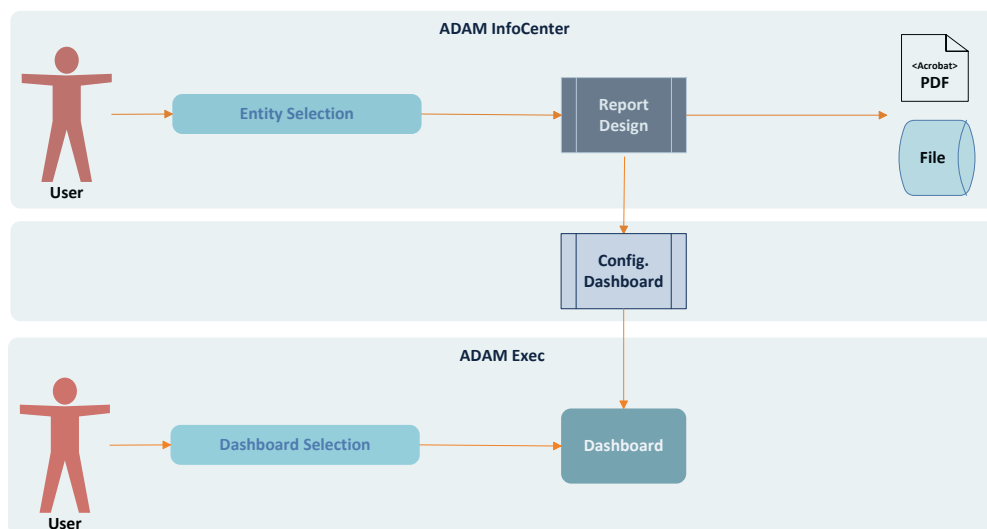 ADAM InfoCenter
<Acrobat>
PDF
Entity Selection
Report
Design
File
User
Config.
Dashboard
ADAM Exec
Dashboard Selection
Dashboard
User